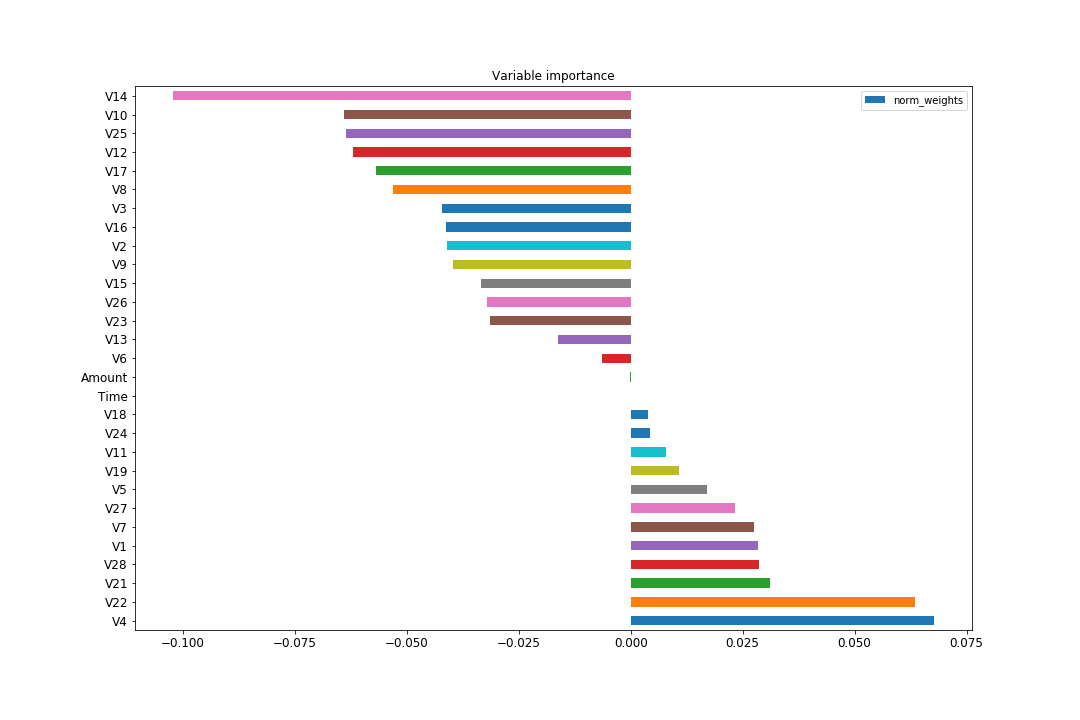 Variable importance
norm_weights
V14
V10
V25
V12
V17
V8
V3
V16
V2
V9
V15
V26
V23
V13
V6
Amount
Time
V18
V24
V11
V19
V5
V27
V7
V1
V28
V21
V22
V4
−0.100 −0.075 −0.050 −0.025 0.000 0.025 0.050 0.075